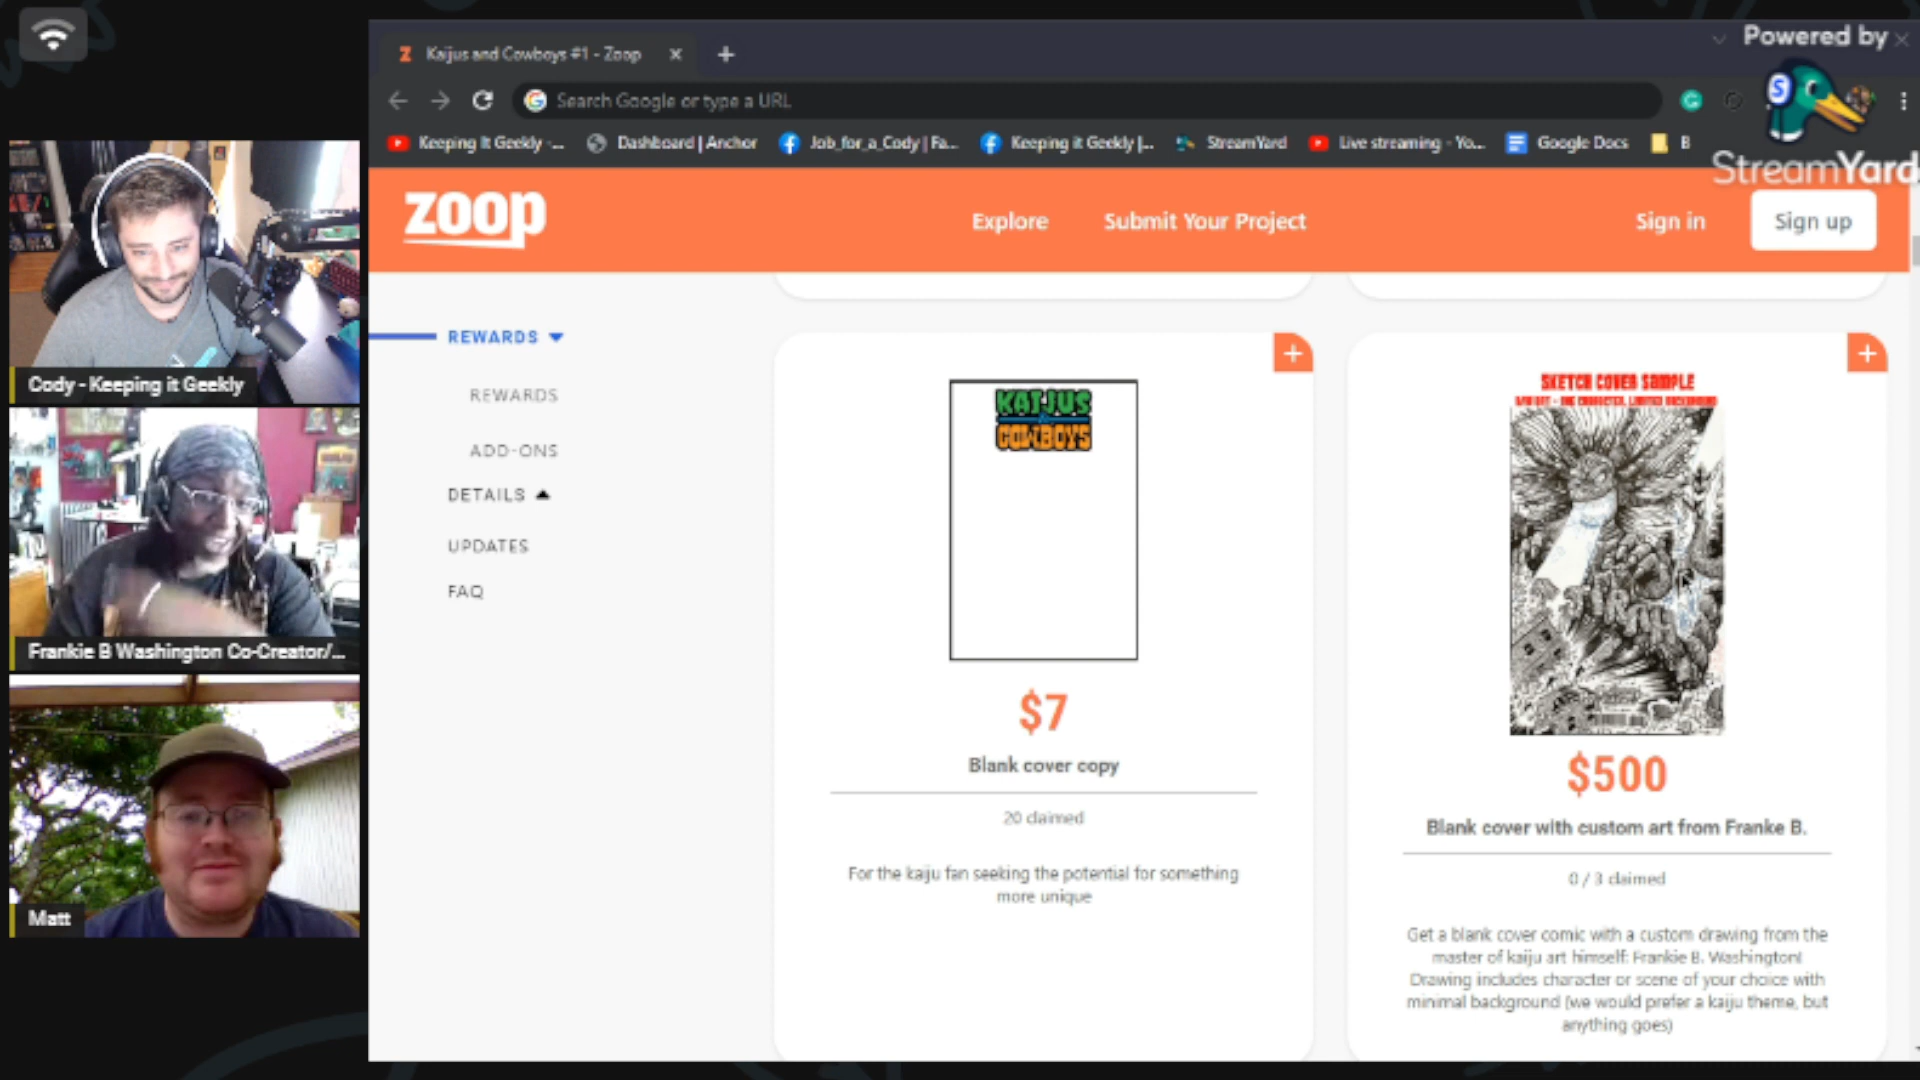 Kaijus and Cowboys #1 - Zoop
Powered by
StreamYard
Search Google or type a URL
Keeping It Geekly -...
Dashboard | Anchor
Job_for_a_Cody | Fa...
Keeping it Geekly |...
StreamYard
Live streaming - Yo...
Google Docs
B
zoop
Explore
Submit Your Project
Sign in
Sign up
REWARDS
REWARDS
ADD-ONS
DETAILS
UPDATES
FAQ
KAIJUS
COWBOYS
$7
Blank cover copy
20 claimed
For the kaiju fan seeking the potential for something
more unique
SKETCH COVER SAMPLE
$500
Blank cover with custom art from Franke B.
0 / 3 claimed
Get a blank cover comic with a custom drawing from the
master of kaiju art himself: Frankie B. Washington!
Drawing includes character or scene of your choice with
minimal background (we would prefer a kaiju theme, but
anything goes)
Cody - Keeping it Geekly
Frankie B Washington Co-Creator/...
Matt